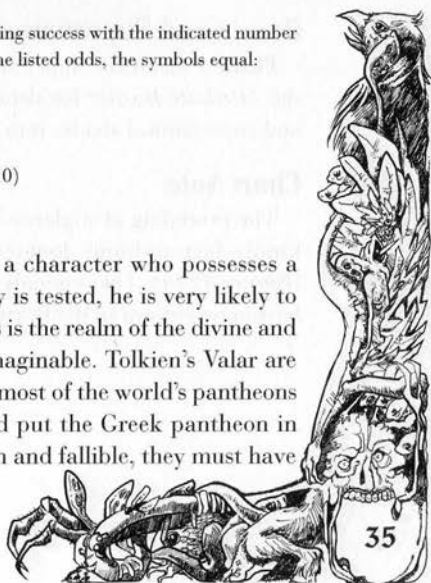 ing success with the indicated number
ne listed odds, the symbols equal:
0)
a character who possesses a
y is tested, he is very likely to
s is the realm of the divine and
naginable. Tolkien's Valar are
most of the world's pantheons
d put the Greek pantheon in
n and fallible, they must have
35